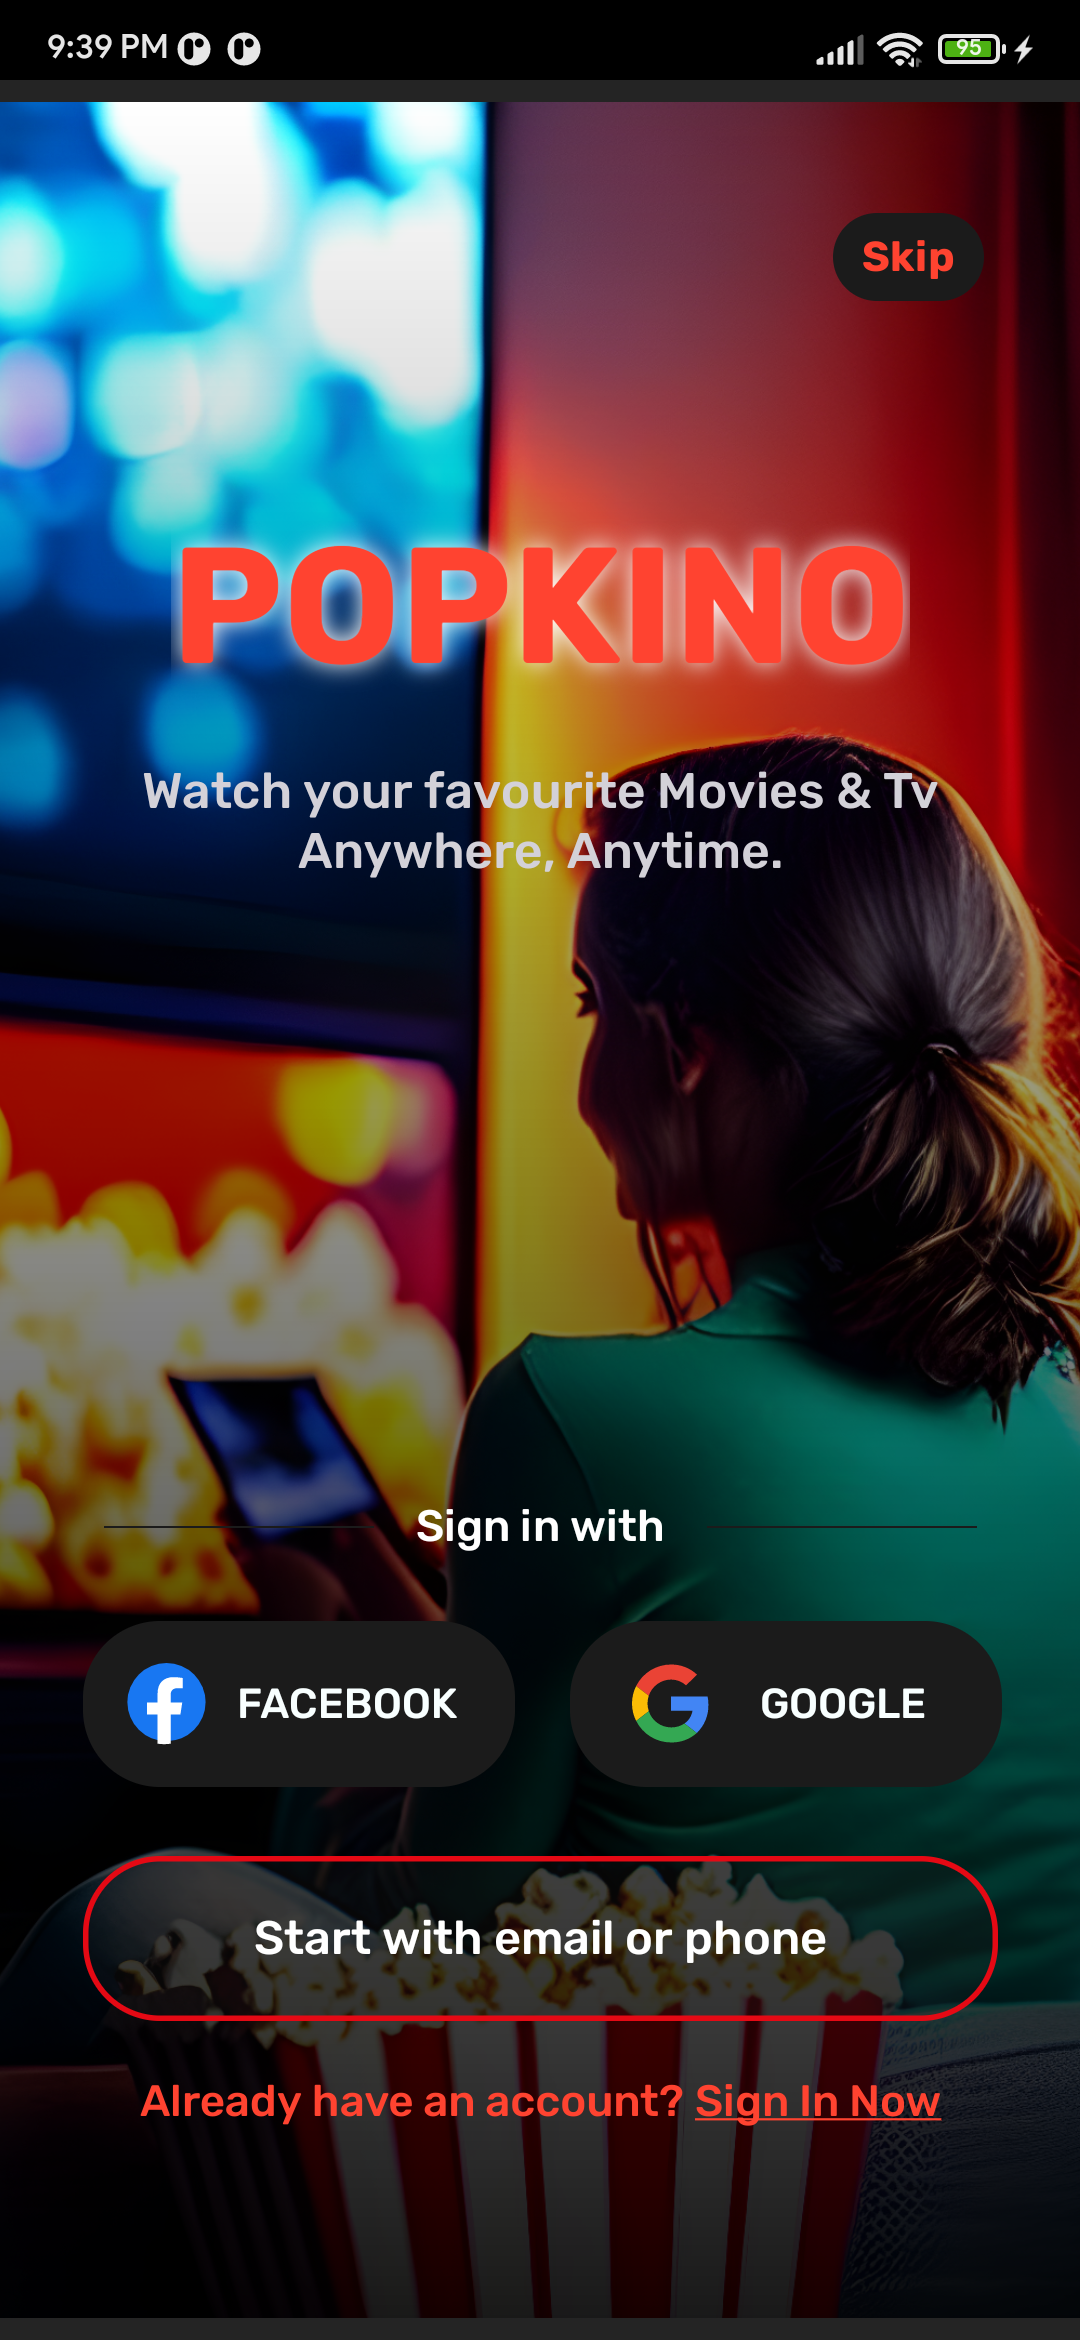 9:39 PM
95
Skip
POPKINO
Watch your favourite Movies & Tv
Anywhere, Anytime.
Sign in with
FACEBOOK
GOOGLE
Start with email or phone
Already have an account? Sign In Now